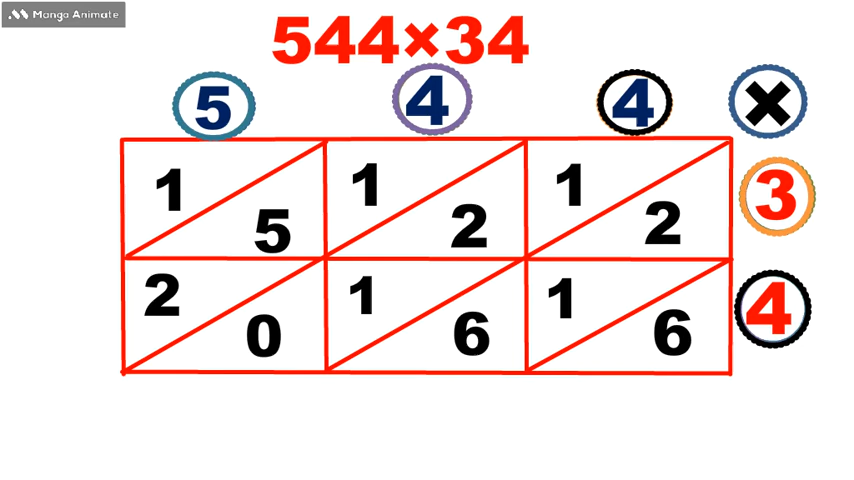 Manga Animate
544×34
5 4 4 ×
1 1 1 3
5 2 2
2 1 1 4
0 6 6